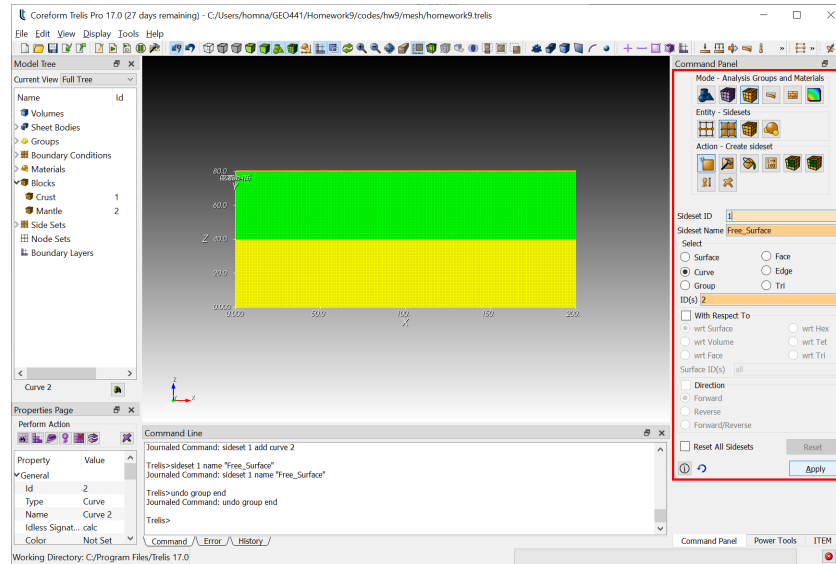 Coreform Trelis Pro 17.0 (27 days remaining) - C:/Users/homna/GEO441/Homework9/codes/hw9/mesh/homework9.trelis
File Edit View Display Tools Help
Model Tree
Current View Full Tree
Name Id
Volumes
Sheet Bodies
Groups
Boundary Conditions
Materials
Blocks
Crust 1
Mantle 2
Side Sets
Node Sets
Boundary Layers
Curve 2
Properties Page
Perform Action
Property Value
General
Id 2
Type Curve
Name Curve 2
Idless Signat... calc
Color Not Set
80.0
Y
60.0
Z
20.0
0.000
0.000 50.0 100. 150. 200.
X
z
x
Command Line
Journaled Command: sideset 1 add curve 2
Trelis>sideset 1 name "Free_Surface"
Journaled Command: sideset 1 name "Free_Surface"
Trelis>undo group end
Journaled Command: undo group end
Trelis>
Command Error History
Command Panel
Mode - Analysis Groups and Materials
Entity - Sidesets
Action - Create sideset
Sideset ID 1
Sideset Name Free_Surface
Select
Surface Face
Curve Edge
Group Tri
ID(s) 2
With Respect To
wrt Surface wrt Hex
wrt Volume wrt Tet
wrt Face wrt Tri
Surface ID(s) all
Direction
Forward
Reverse
Forward/Reverse
Reset All Sidesets Reset
Apply
Command Panel Power Tools ITEM
Working Directory: C:/Program Files/Trelis 17.0